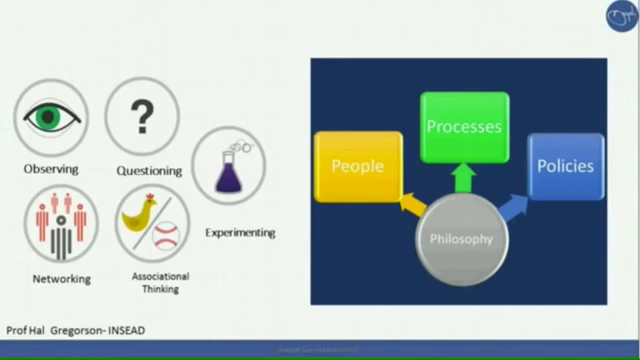 Observing
?
Questioning
Experimenting
Networking
Associational
Thinking
People
Processes
Policies
Philosophy
Prof Hal Gregorson- INSEAD